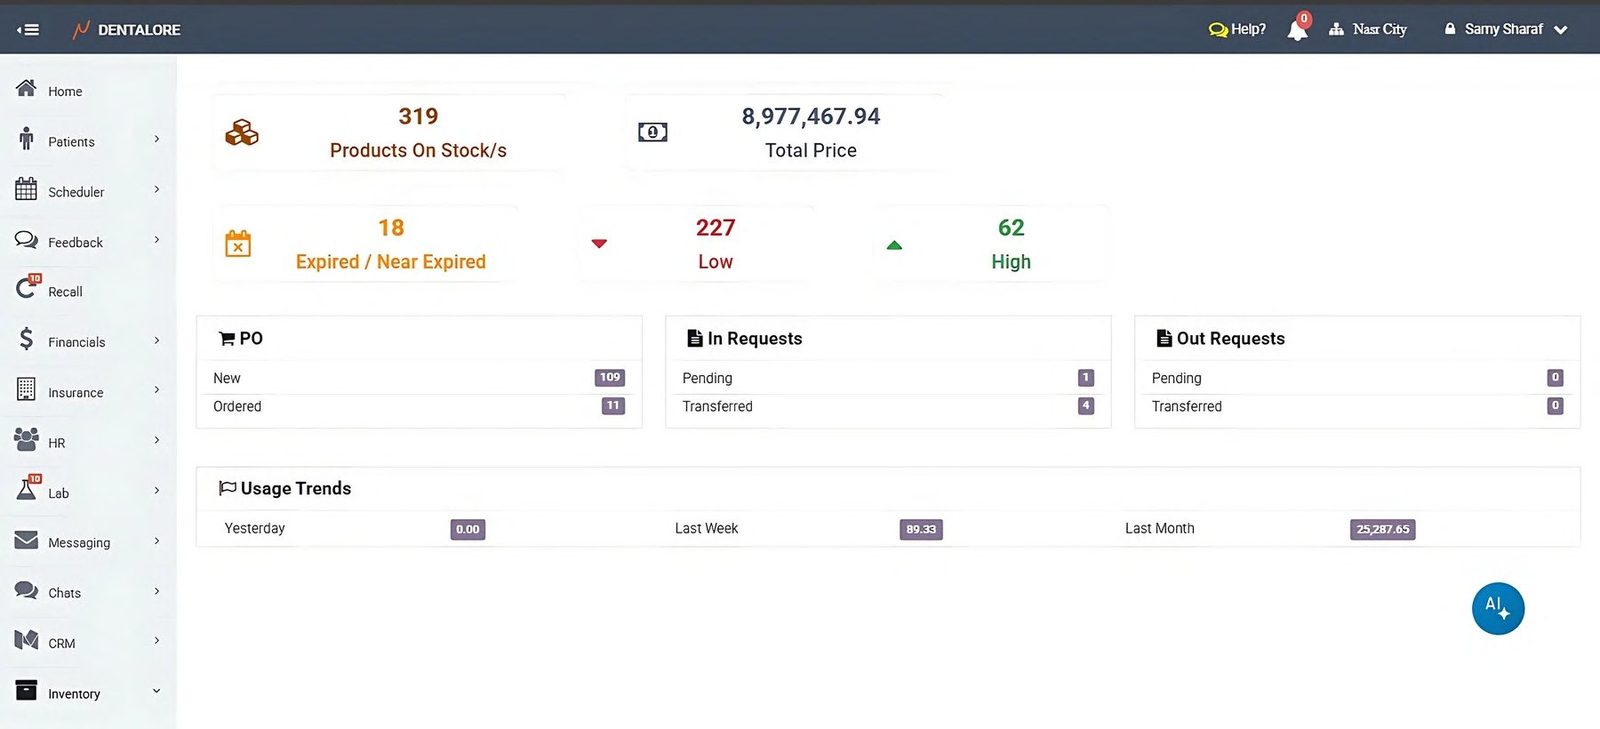 DENTALORE
Help?
0
Nasr City
Samy Sharaf
Home
Patients
Scheduler
Feedback
10
Recall
Financials
Insurance
HR
10
Lab
Messaging
Chats
CRM
Inventory
319
Products On Stock/s
8,977,467.94
Total Price
18
Expired / Near Expired
227
Low
62
High
PO
New 109
Ordered 11
In Requests
Pending 1
Transferred 4
Out Requests
Pending 0
Transferred 0
Usage Trends
Yesterday 0.00 Last Week 89.33 Last Month 25,287.65
AI